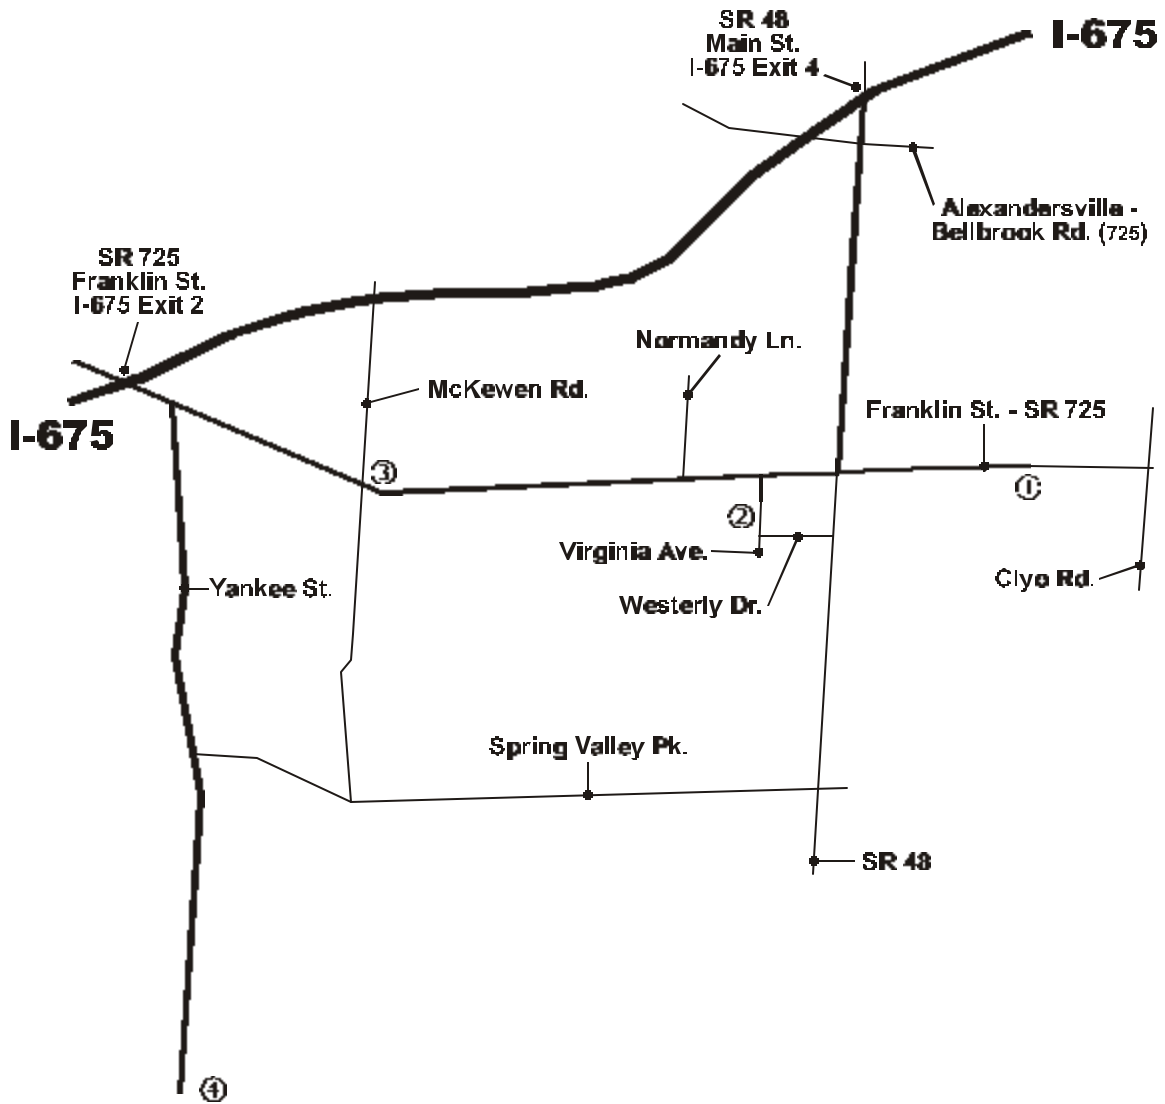 SR 48
Main St.
I-675 Exit 4
I-675
Alexandersville -
Bellbrook Rd. (725)
SR 725
Franklin St.
I-675 Exit 2
I-675
Normandy Ln.
McKewen Rd.
Franklin St. - SR 725
3
1
2
Virginia Ave.
Westerly Dr.
Clyo Rd.
Yankee St.
Spring Valley Pk.
SR 48
4